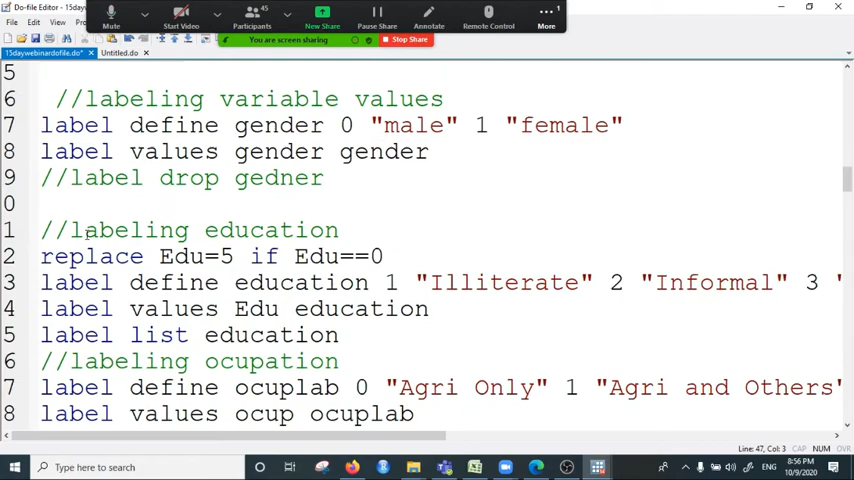 Do-file Editor - 15day
Mute
Start Video
45
Participants
New Share
Pause Share
Annotate
Remote Control
1
More
File Edit View
You are screen sharing
Stop Share
15daywebinardofile.do* × Untitled.do ×
5
6 //labeling variable values
7 label define gender 0 "male" 1 "female"
8 label values gender gender
9 //label drop gedner
0
1 //labeling education
2 replace Edu=5 if Edu==0
3 label define education 1 "Illiterate" 2 "Informal" 3 "
4 label values Edu education
5 label list education
6 //labeling ocupation
7 label define ocuplab 0 "Agri Only" 1 "Agri and Others"
8 label values ocup ocuplab
Line: 47, Col: 3 CAP NUM OVR
Type here to search
ENG
8:56 PM
10/9/2020